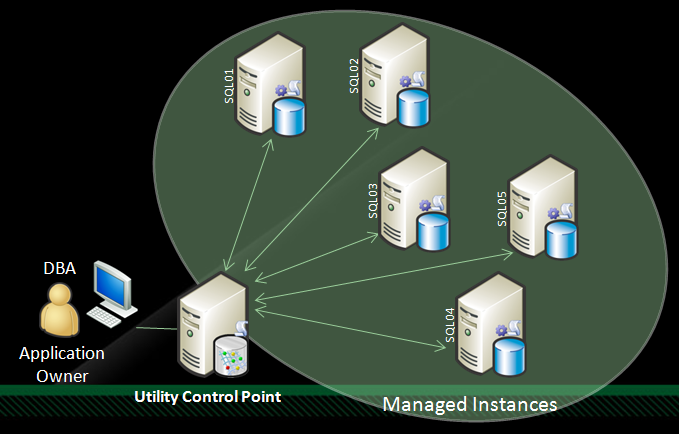 SQL01
SQL02
SQL03
SQL05
SQL04
DBA
Application
Owner
Utility Control Point
Managed Instances